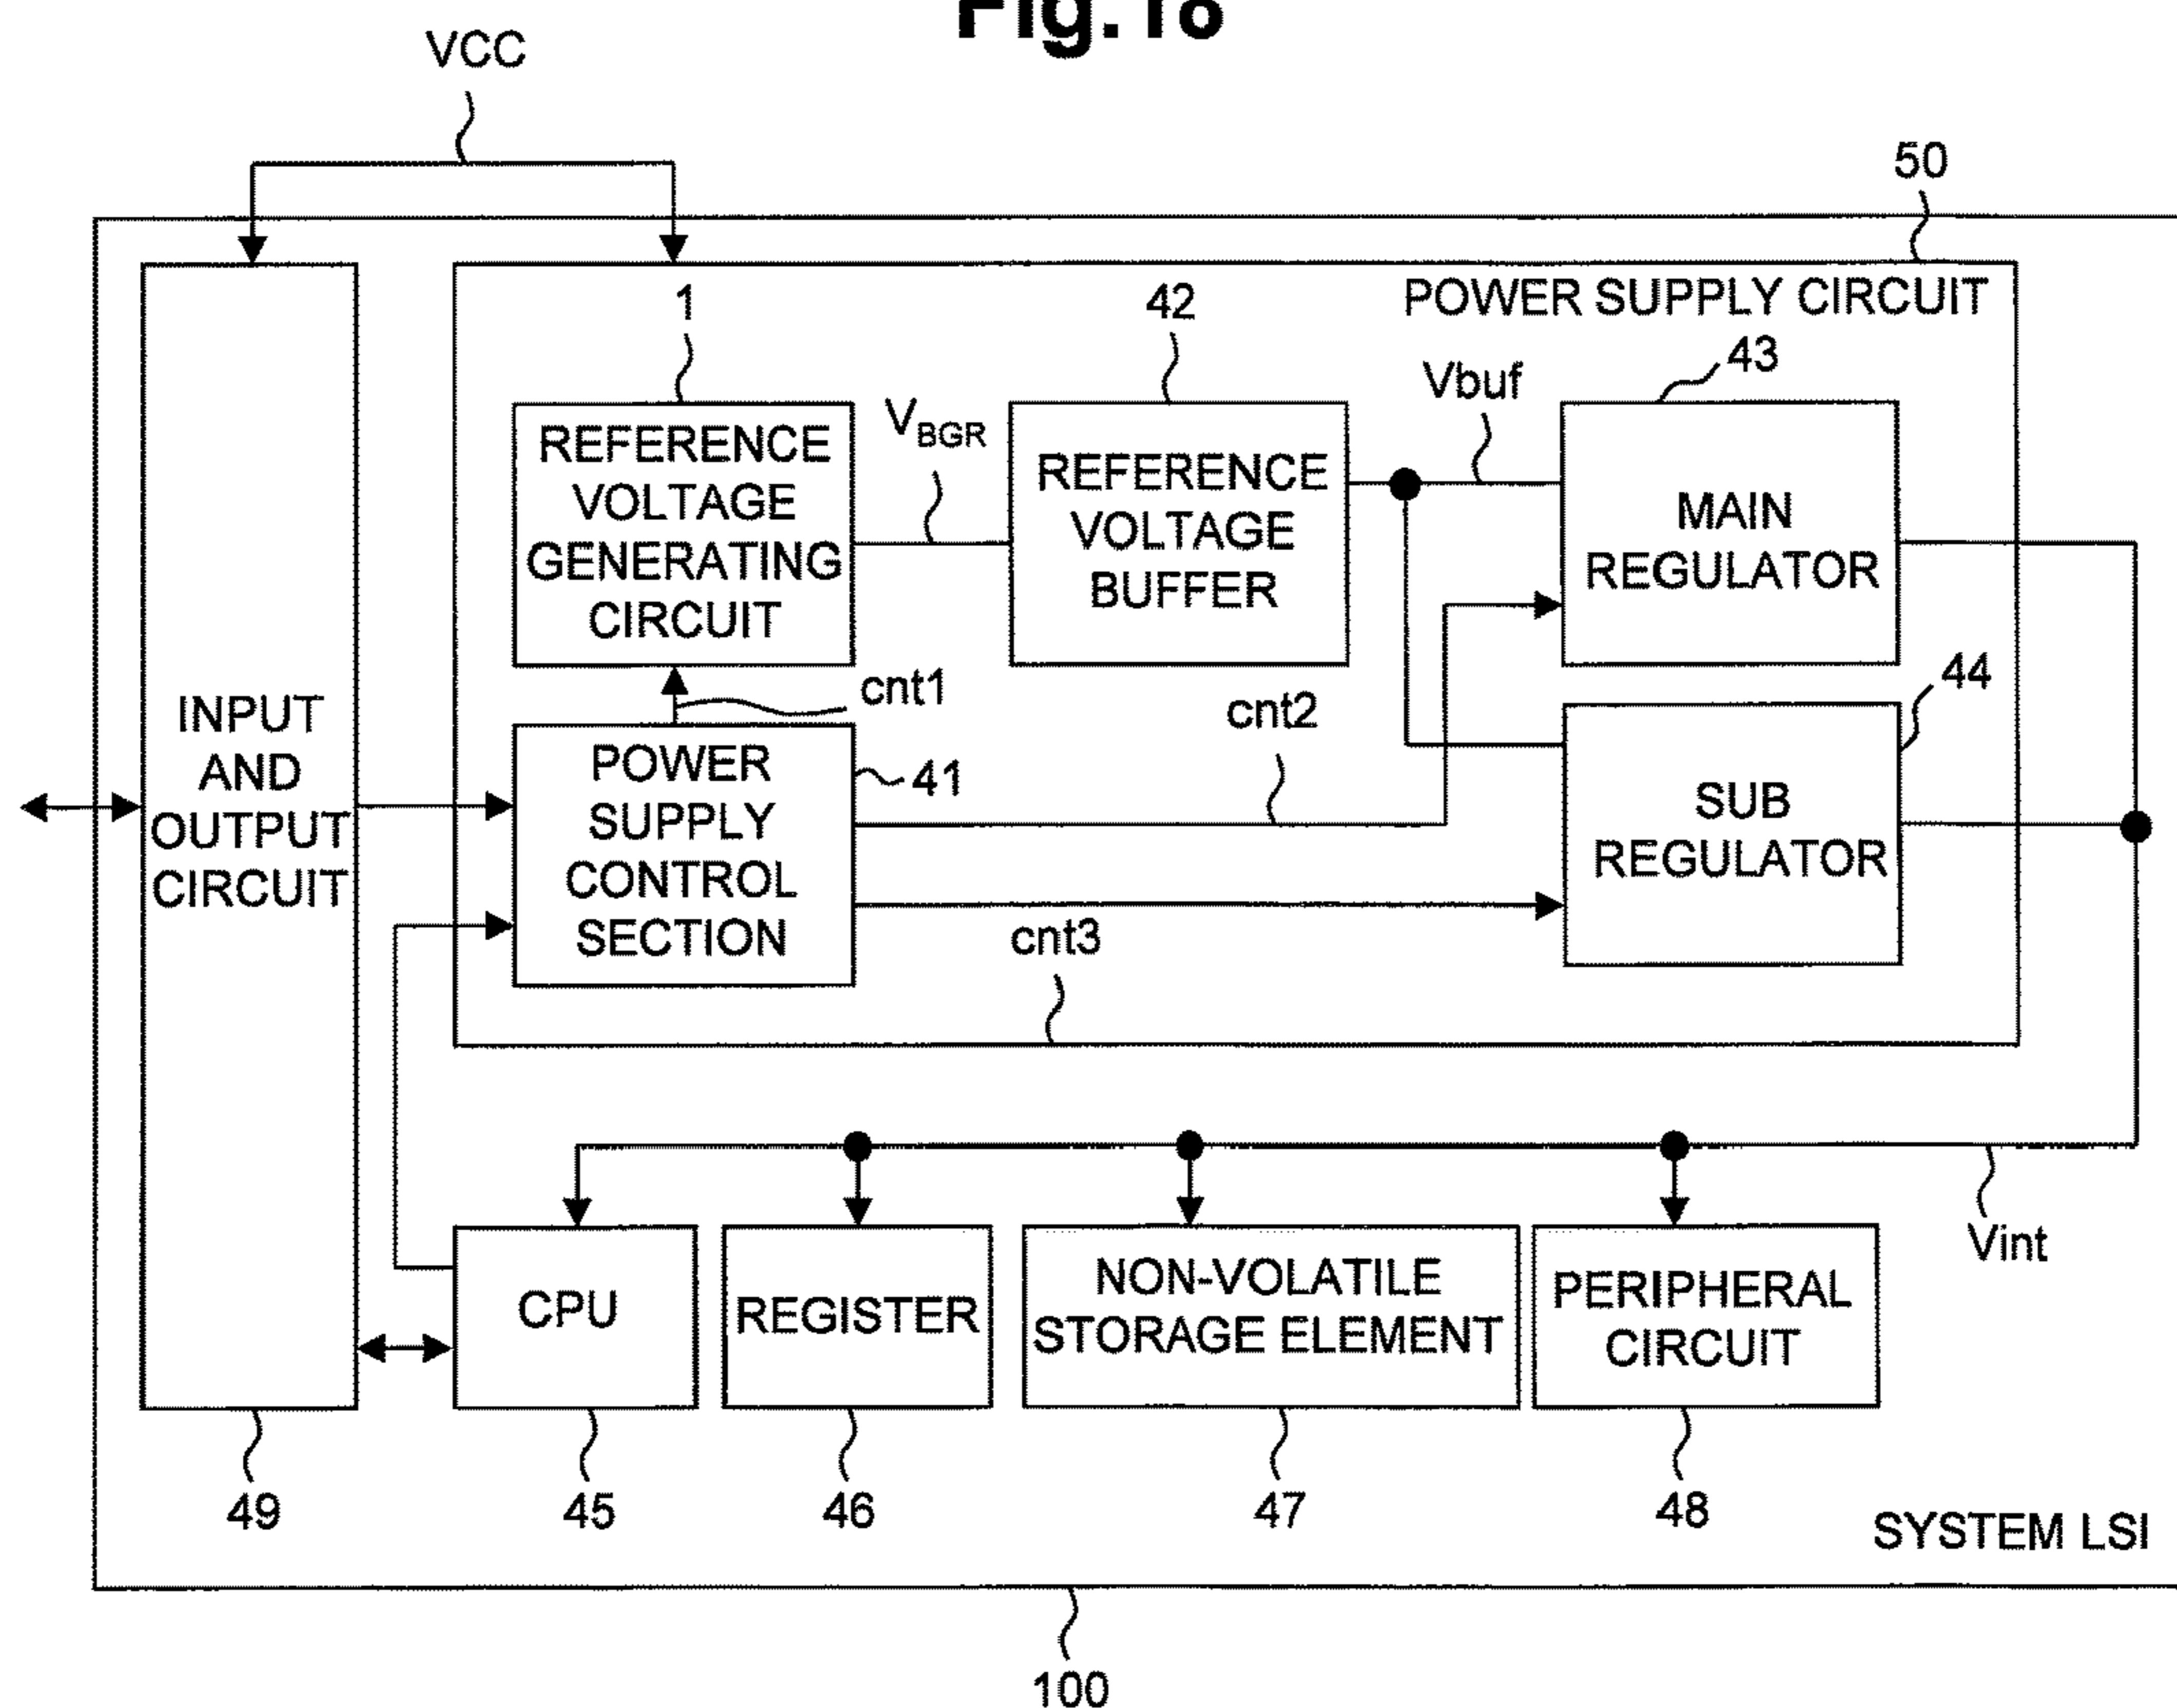 Fig.18
VCC
50
POWER SUPPLY CIRCUIT
1
42
43
Vbuf
VBGR
REFERENCE
VOLTAGE
GENERATING
CIRCUIT
REFERENCE
VOLTAGE
BUFFER
MAIN
REGULATOR
cnt1
cnt2
44
INPUT
AND
OUTPUT
CIRCUIT
POWER
SUPPLY
CONTROL
SECTION
41
SUB
REGULATOR
cnt3
CPU
REGISTER
NON-VOLATILE
STORAGE ELEMENT
PERIPHERAL
CIRCUIT
Vint
49
45
46
47
48
SYSTEM LSI
100